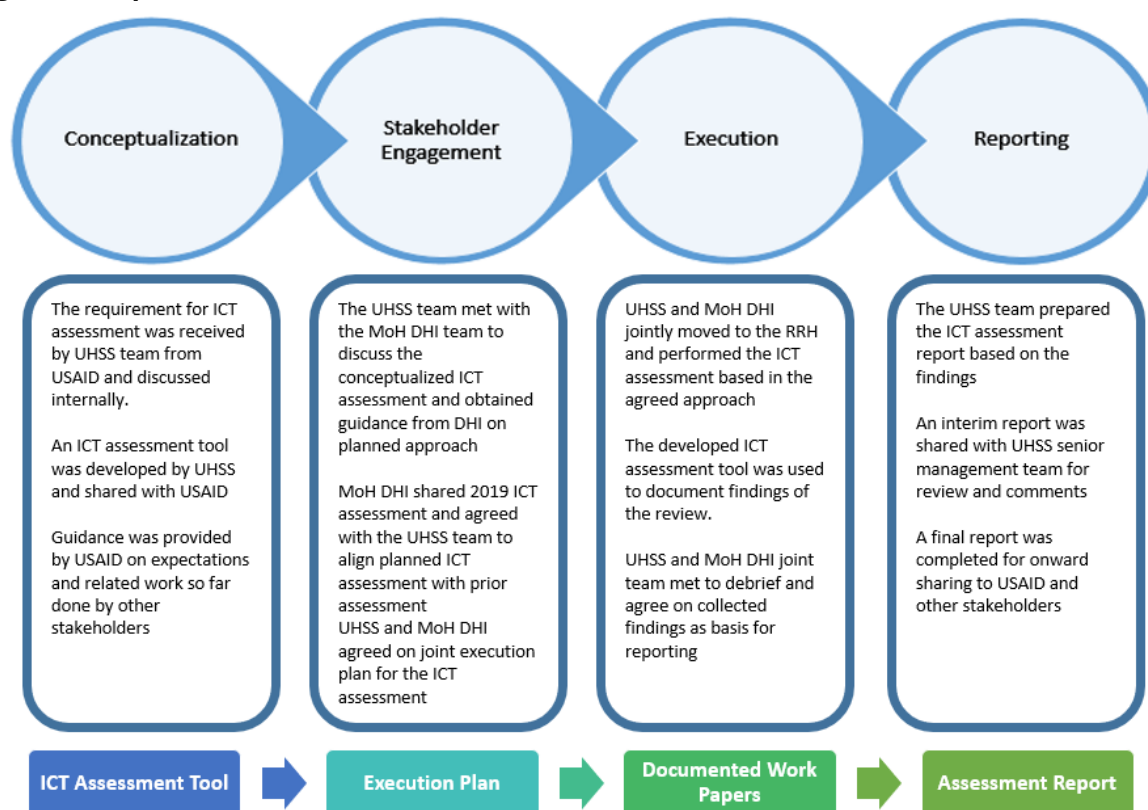 Conceptualization
Stakeholder
Engagement
Execution
Reporting
The requirement for ICT
assessment was received
by UHSS team from
USAID and discussed
internally.
An ICT assessment tool
was developed by UHSS
and shared with USAID
Guidance was provided
by USAID on expectations
and related work so far
done by other
stakeholders
The UHSS team met with
the MoH DHI team to
discuss the
conceptualized ICT
assessment and obtained
guidance from DHI on
planned approach
MoH DHI shared 2019 ICT
assessment and agreed
with the UHSS team to
align planned ICT
assessment with prior
assessment
UHSS and MoH DHI
agreed on joint execution
plan for the ICT
assessment
UHSS and MoH DHI
jointly moved to the RRH
and performed the ICT
assessment based in the
agreed approach
The developed ICT
assessment tool was used
to document findings of
the review.
UHSS and MoH DHI joint
team met to debrief and
agree on collected
findings as basis for
reporting
The UHSS team prepared
the ICT assessment
report based on the
findings
An interim report was
shared with UHSS senior
management team for
review and comments
A final report was
completed for onward
sharing to USAID and
other stakeholders
ICT Assessment Tool
Execution Plan
Documented Work
Papers
Assessment Report